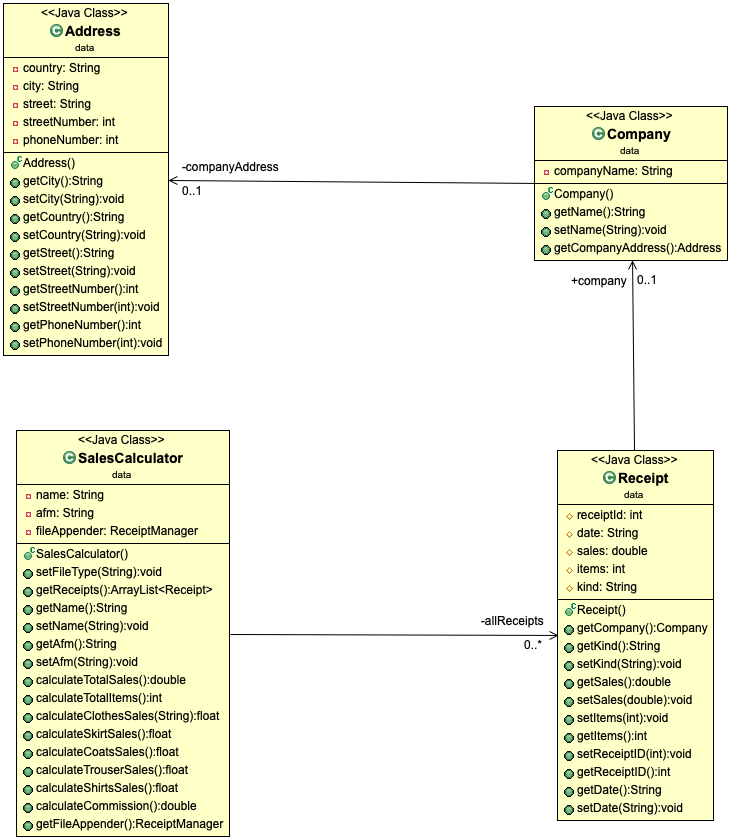 <<Java Class>>
Address
data
country: String
city: String
street: String
streetNumber: int
phoneNumber: int
Address()
getCity():String
setCity(String):void
getCountry():String
setCountry(String):void
getStreet():String
setStreet(String):void
getStreetNumber():int
setStreetNumber(int):void
getPhoneNumber():int
setPhoneNumber(int):void
-companyAddress
0..1
<<Java Class>>
Company
data
companyName: String
Company()
getName():String
setName(String):void
getCompanyAddress():Address
+company
0..1
<<Java Class>>
SalesCalculator
data
name: String
afm: String
fileAppender: ReceiptManager
SalesCalculator()
setFileType(String):void
getReceipts():ArrayList<Receipt>
getName():String
setName(String):void
getAfm():String
setAfm(String):void
calculateTotalSales():double
calculateTotalItems():int
calculateClothesSales(String):float
calculateSkirtSales():float
calculateCoatsSales():float
calculateTrouserSales():float
calculateShirtsSales():float
calculateCommission():double
getFileAppender():ReceiptManager
-allReceipts
0..*
<<Java Class>>
Receipt
data
receiptId: int
date: String
sales: double
items: int
kind: String
Receipt()
getCompany():Company
getKind():String
setKind(String):void
getSales():double
setSales(double):void
setItems(int):void
getItems():int
setReceiptID(int):void
getReceiptID():int
getDate():String
setDate(String):void